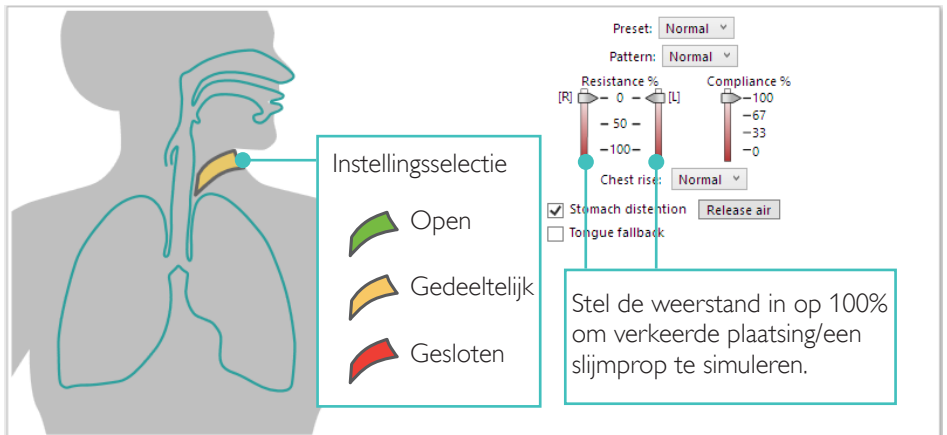 Preset: Normal
Pattern: Normal
Resistance % Compliance %
[R] 0 [L] 100
67
50
33
100 0
Chest rise: Normal
Stomach distention Release air
Tongue fallback
Instellingsselectie
Open
Gedeeltelijk
Gesloten
Stel de weerstand in op 100%
om verkeerde plaatsing/een
slijmprop te simuleren.